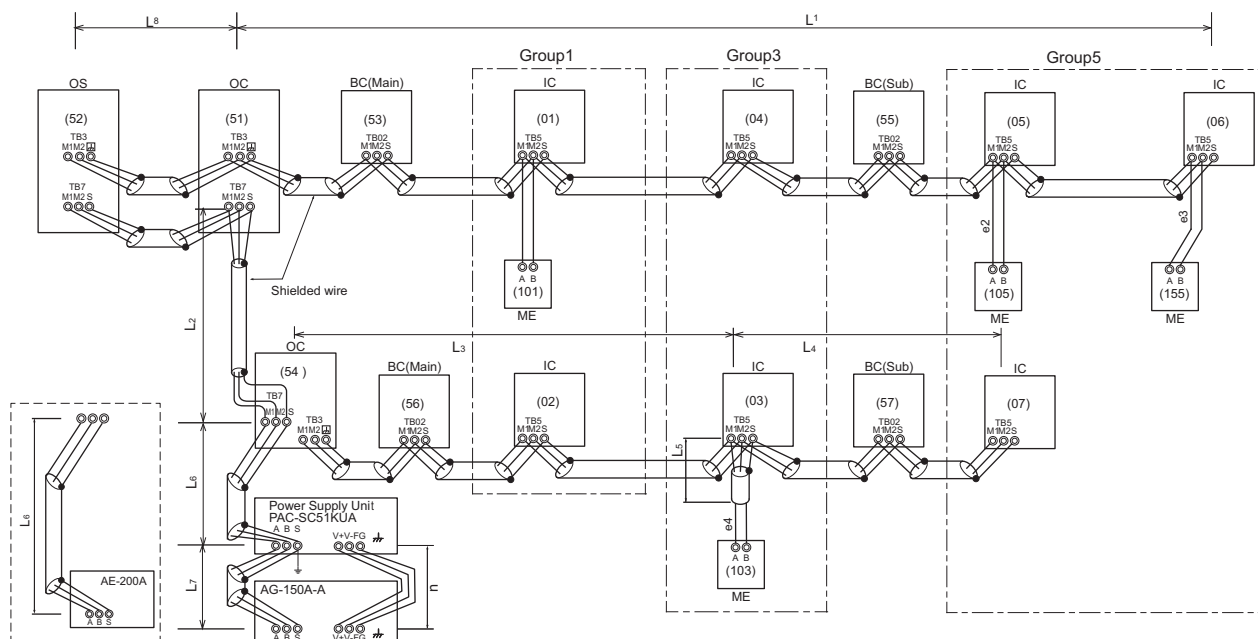 L8
L1
Group1
Group3
Group5
OS
OC
BC(Main)
IC
IC
BC(Sub)
IC
IC
(52)
(51)
(53)
(01)
(04)
(55)
(05)
(06)
TB3
M1M2
TB3
M1M2
TB02
M1M2S
TB5
M1M2S
TB5
M1M2S
TB02
M1M2S
TB5
M1M2S
TB5
M1M2S
TB7
M1M2 S
TB7
M1M2 S
e2
e3
Shielded wire
A B
(101)
ME
A B
(105)
ME
A B
(155)
ME
L2
L3
L4
OC
BC(Main)
IC
IC
BC(Sub)
IC
(54 )
(56)
(02)
(03)
(57)
(07)
TB7
M1M2S
TB3
M1M2
TB02
M1M2S
TB5
M1M2S
TB5
M1M2S
TB02
M1M2S
TB5
M1M2S
L5
e4
A B
(103)
ME
L6
L6
Power Supply Unit
PAC-SC51KUA
A B S
V+V-FG
L7
n
AE-200A
A B S
AG-150A-A
A B S
V+V-FG